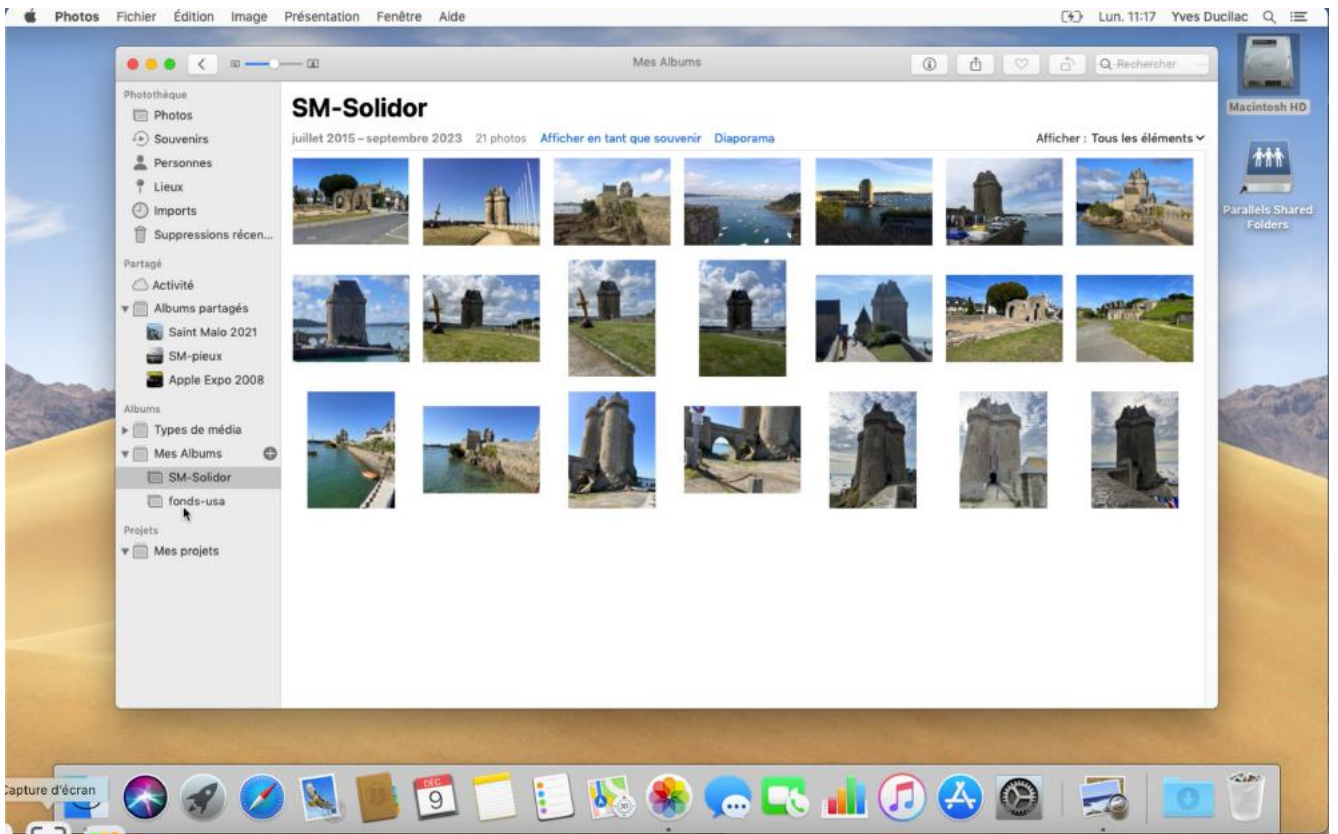 Photos Fichier Édition Image Présentation Fenêtre Aide
Lun. 11:17 Yves Ducilac
Mes Albums
Rechercher
Macintosh HD
Parallels Shared
Folders
Photothèque
Photos
Souvenirs
Personnes
Lieux
Imports
Suppressions récen...
Partagé
Activité
Albums partagés
Saint Malo 2021
SM-pieux
Apple Expo 2008
Albums
Types de média
Mes Albums
SM-Solidor
fonds-usa
Projets
Mes projets
SM-Solidor
juillet 2015 – septembre 2023 21 photos Afficher en tant que souvenir Diaporama
Afficher : Tous les éléments
Capture d'écran
DÉC.
9